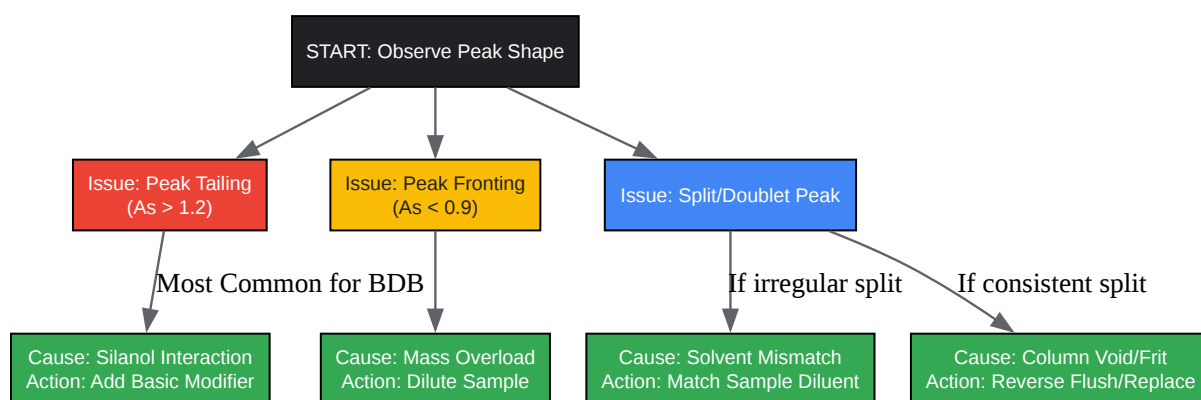 START: Observe Peak Shape
Issue: Peak Tailing
(As > 1.2)
Issue: Peak Fronting
(As < 0.9)
Issue: Split/Doublet Peak
Most Common for BDB
If irregular split
If consistent split
Cause: Silanol Interaction
Action: Add Basic Modifier
Cause: Mass Overload
Action: Dilute Sample
Cause: Solvent Mismatch
Action: Match Sample Diluent
Cause: Column Void/Frit
Action: Reverse Flush/Replace